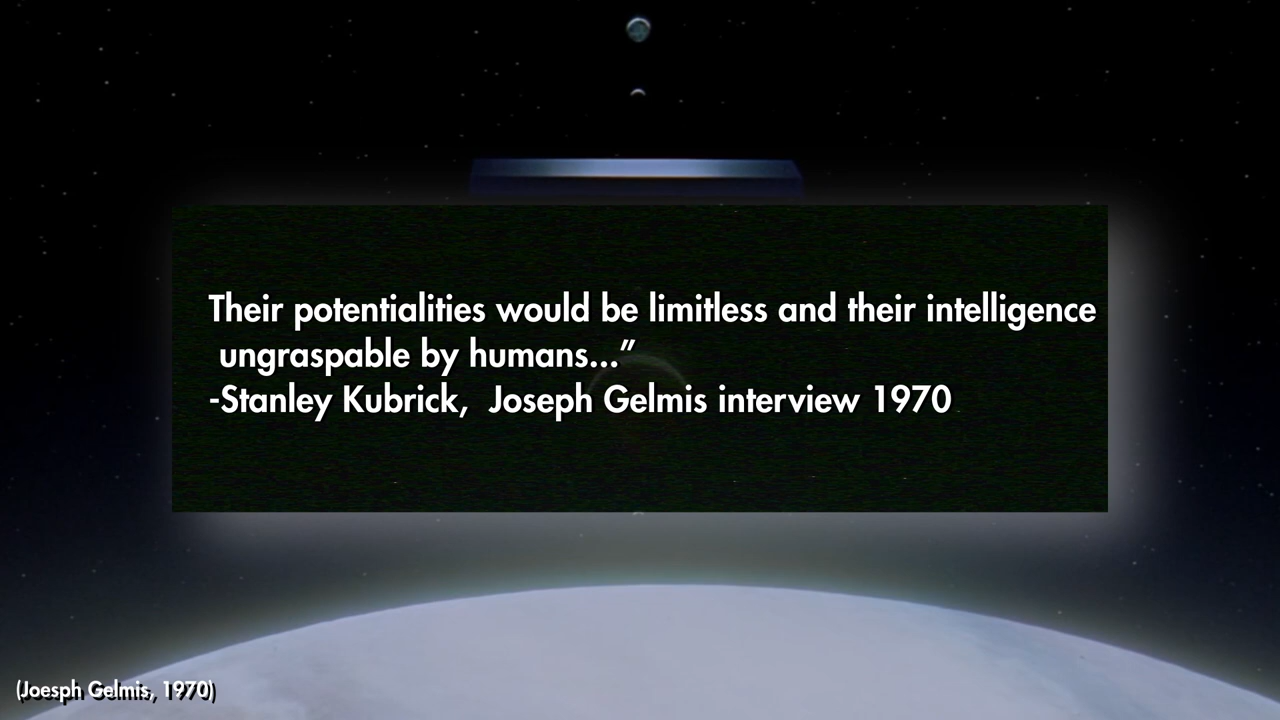 Their potentialities would be limitless and their intelligence
ungraspable by humans...”
-Stanley Kubrick,  Joseph Gelmis interview 1970
(Joesph Gelmis, 1970)